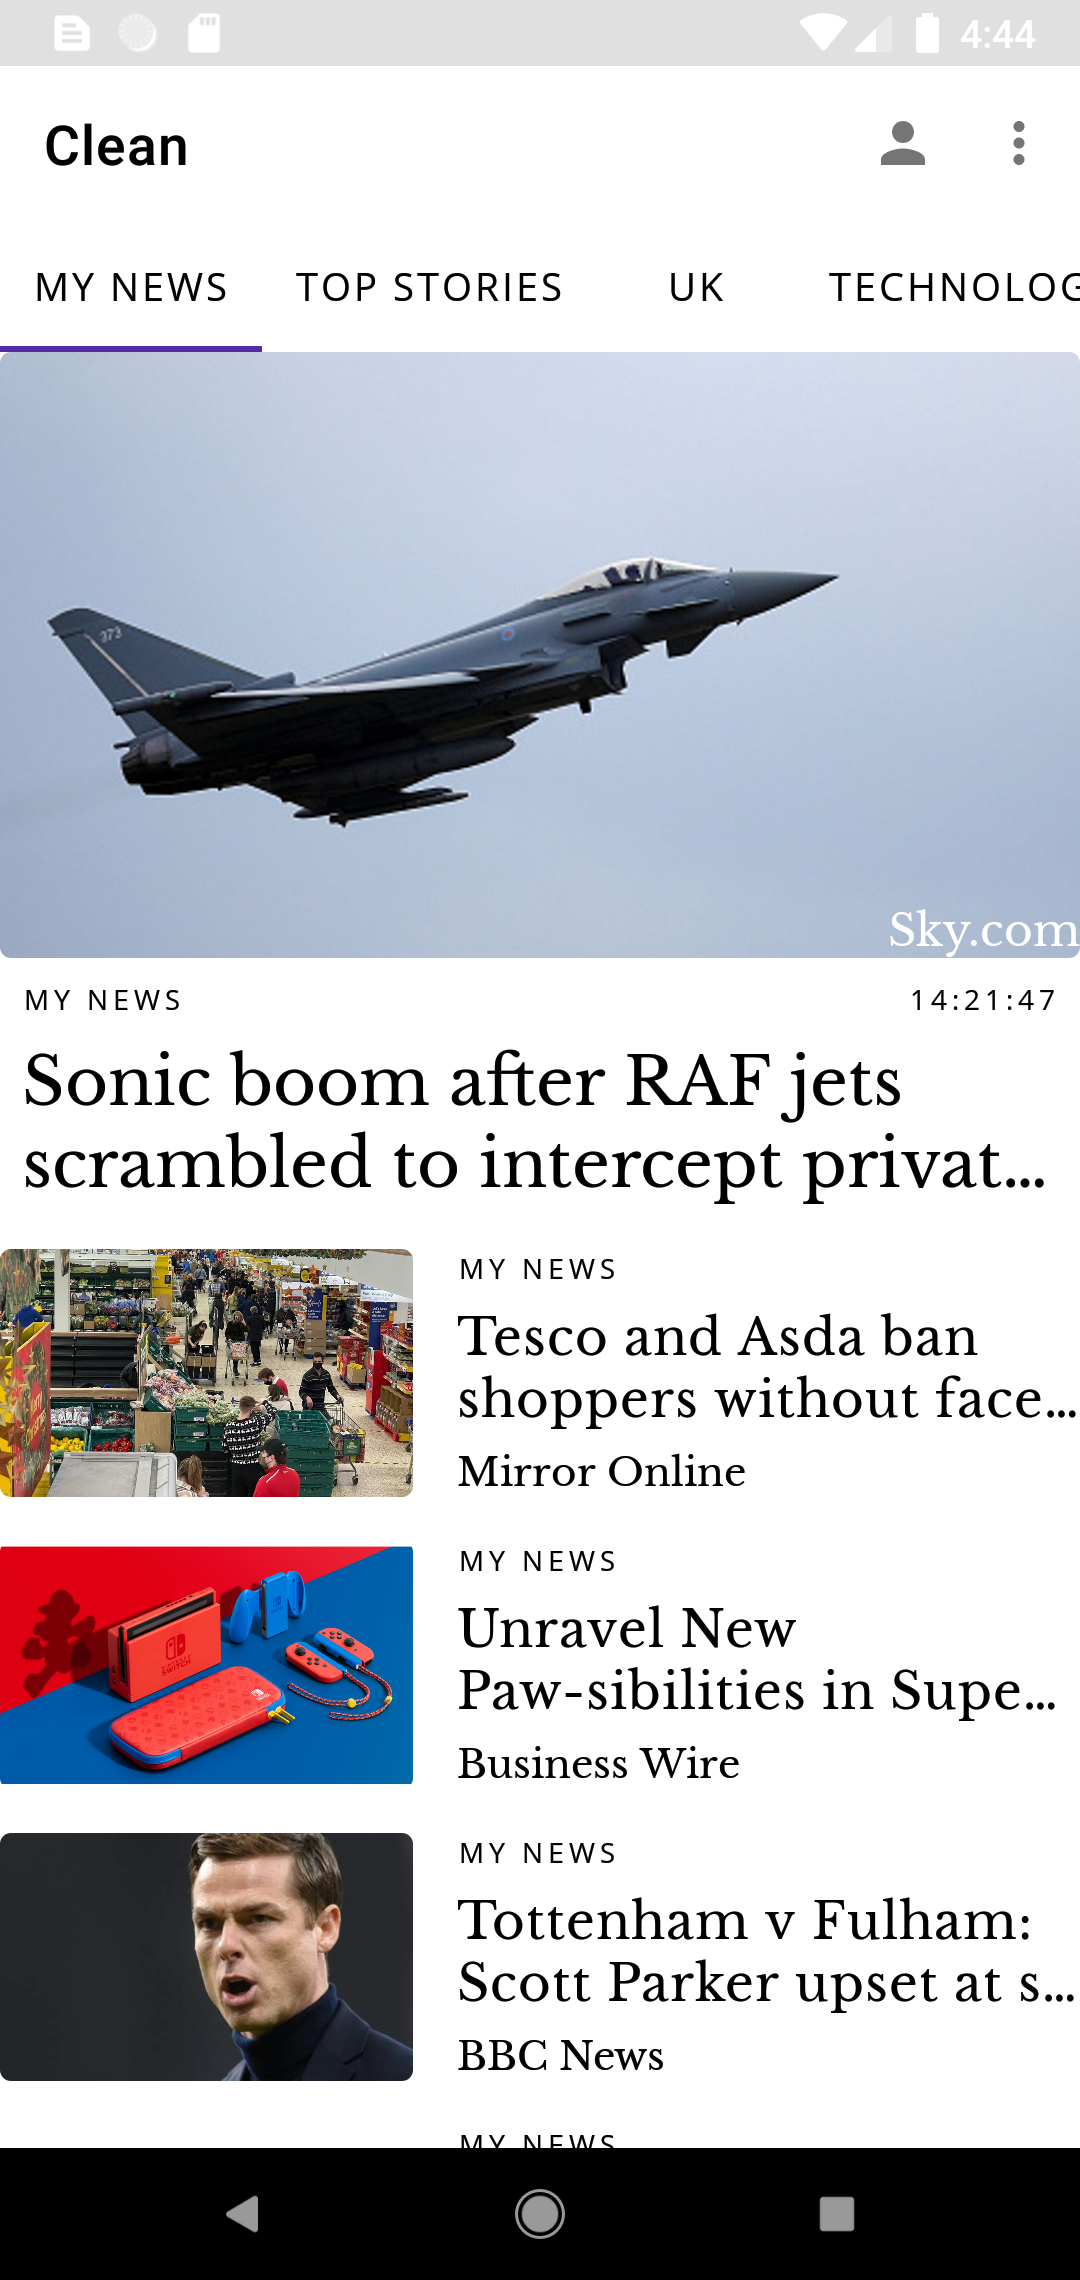 4:44
Clean
MY NEWS
TOP STORIES
UK
TECHNOLOG
373
Sky.com
MY NEWS
14:21:47
Sonic boom after RAF jets
scrambled to intercept privat…
MY NEWS
Tesco and Asda ban
shoppers without face…
Mirror Online
MY NEWS
Unravel New
Paw-sibilities in Supe…
Business Wire
NINTENDO
SWITCH
MY NEWS
Tottenham v Fulham:
Scott Parker upset at s…
BBC News
MY NEWS